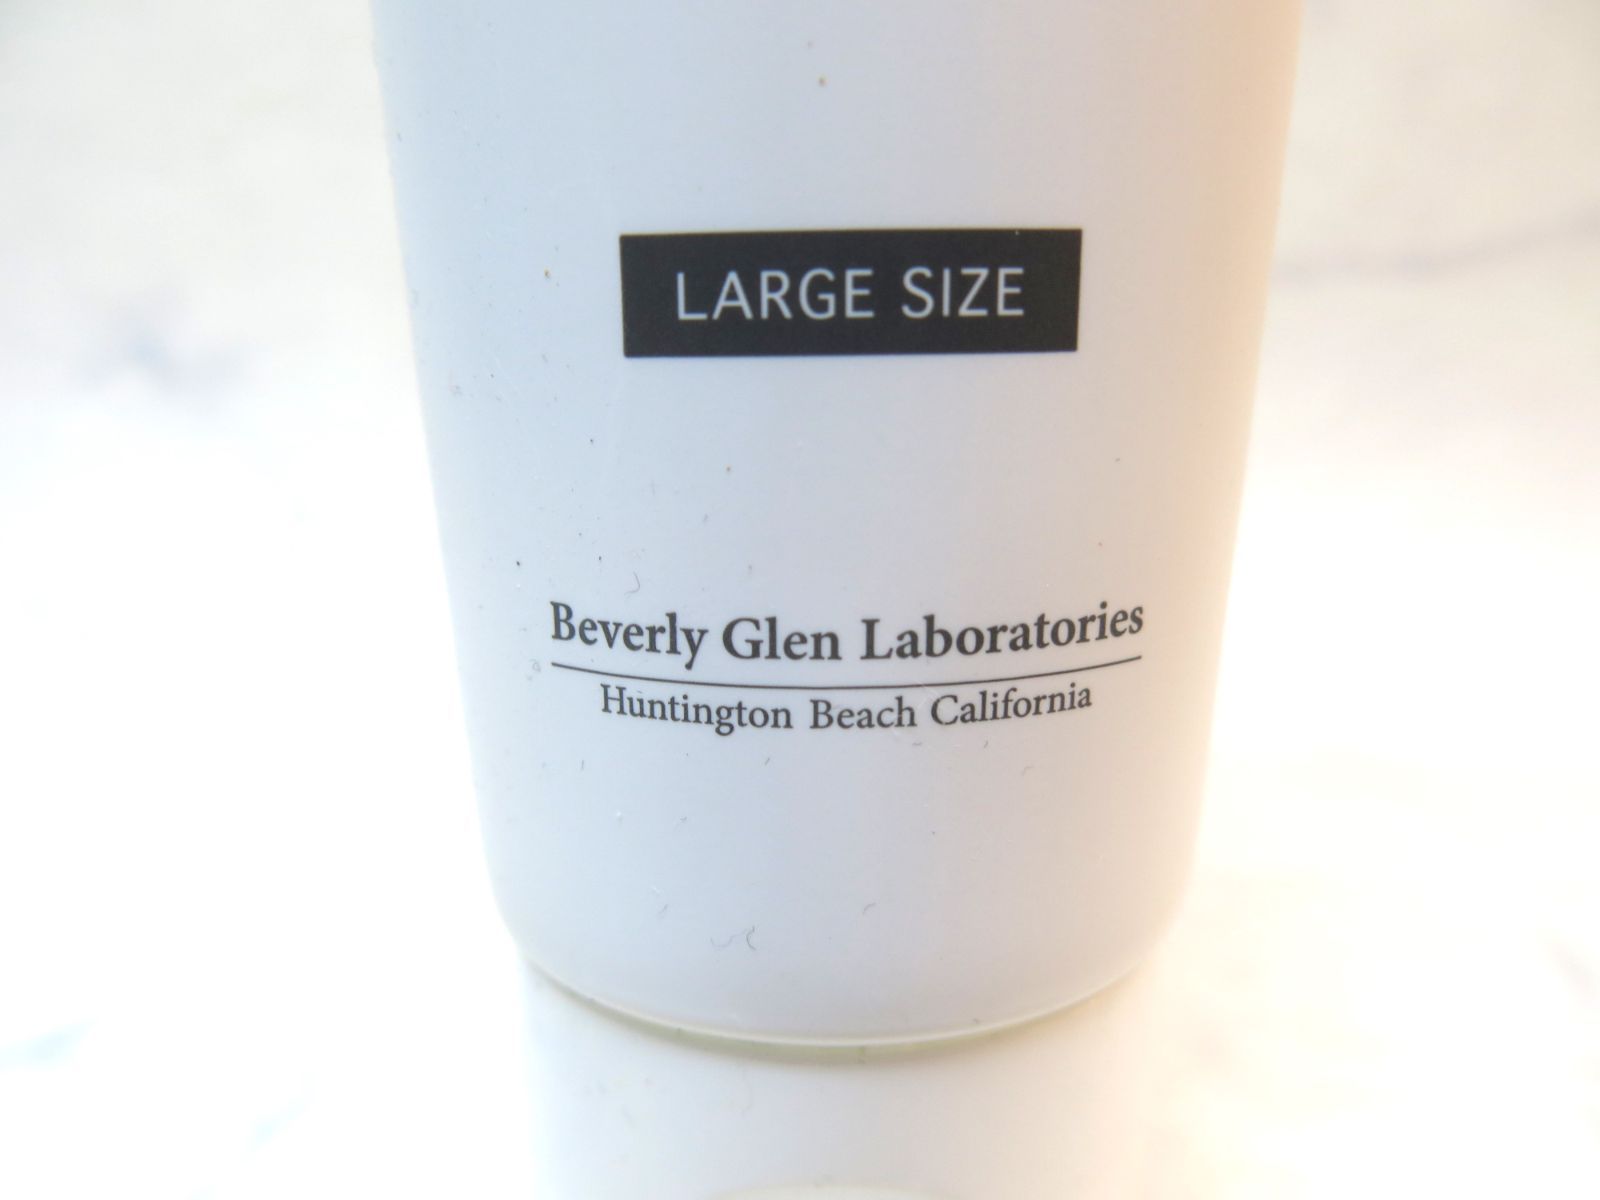 LARGE SIZE
Beverly Glen Laboratories
Huntington Beach California